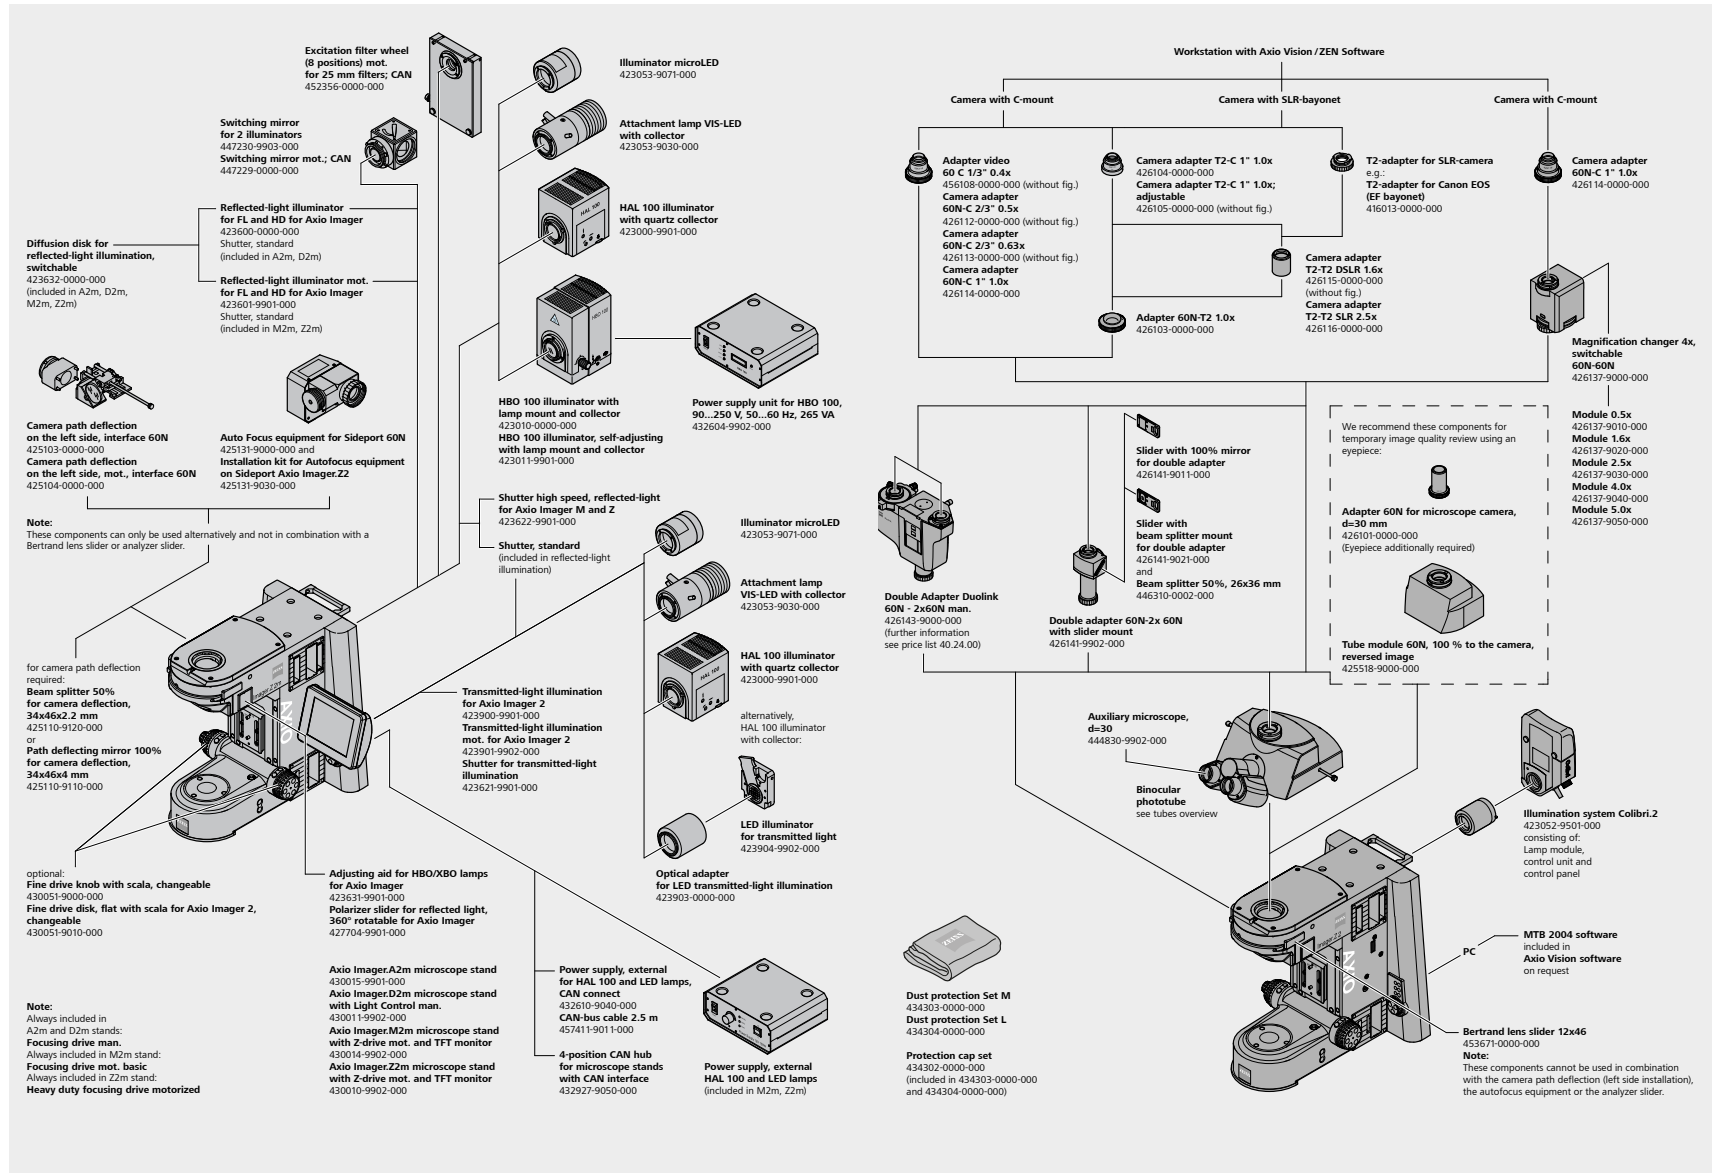 Excitation filter wheel
(8 positions) mot.
for 25 mm filters; CAN
452356-0000-000
Switching mirror
for 2 illuminators
447230-9903-000
Switching mirror mot.; CAN
447229-0000-000
Reflected-light illuminator
for FL and HD for Axio Imager
423600-0000-000
Shutter, standard
(included in A2m, D2m)
Diffusion disk for
reflected-light illumination,
switchable
423632-0000-000
(included in A2m, D2m,
M2m, Z2m)
Reflected-light illuminator mot.
for FL and HD for Axio Imager
423601-9901-000
Shutter, standard
(included in M2m, Z2m)
Illuminator microLED
423053-9071-000
Attachment lamp VIS-LED
with collector
423053-9030-000
HAL 100
HAL 100 illuminator
with quartz collector
423000-9901-000
HBO 100
HBO 100 illuminator with
lamp mount and collector
423010-0000-000
HBO 100 illuminator, self-adjusting
with lamp mount and collector
423011-9901-000
Power supply unit for HBO 100,
90...250 V, 50...60 Hz, 265 VA
432604-9902-000
Camera path deflection
on the left side, interface 60N
425103-0000-000
Camera path deflection
on the left side, mot., interface 60N
425104-0000-000
Auto Focus equipment for Sideport 60N
425131-9000-000 and
Installation kit for Autofocus equipment
on Sideport Axio Imager.Z2
425131-9030-000
Note:
These components can only be used alternatively and not in combination with a
Bertrand lens slider or analyzer slider.
Shutter high speed, reflected-light
for Axio Imager M and Z
423622-9901-000
Shutter, standard
(included in reflected-light
illumination)
Illuminator microLED
423053-9071-000
Attachment lamp
VIS-LED with collector
423053-9030-000
HAL 100
HAL 100 illuminator
with quartz collector
423000-9901-000
alternatively,
HAL 100 illuminator
with collector:
LED illuminator
for transmitted light
423904-9902-000
Optical adapter
for LED transmitted-light illumination
423903-0000-000
for camera path deflection
required:
Beam splitter 50%
for camera deflection,
34x46x2.2 mm
425110-9120-000
or
Path deflecting mirror 100%
for camera deflection,
34x46x4 mm
425110-9110-000
Imager.Z2m
AXIO
Transmitted-light illumination
for Axio Imager 2
423900-9901-000
Transmitted-light illumination
mot. for Axio Imager 2
423901-9902-000
Shutter for transmitted-light
illumination
423621-9901-000
optional:
Fine drive knob with scala, changeable
430051-9000-000
Fine drive disk, flat with scala for Axio Imager 2,
changeable
430051-9010-000
Adjusting aid for HBO/XBO lamps
for Axio Imager
423631-9901-000
Polarizer slider for reflected light,
360° rotatable for Axio Imager
427704-9901-000
Note:
Always included in
A2m and D2m stands:
Focusing drive man.
Always included in M2m stand:
Focusing drive mot. basic
Always included in Z2m stand:
Heavy duty focusing drive motorized
Axio Imager.A2m microscope stand
430015-9901-000
Axio Imager.D2m microscope stand
with Light Control man.
430011-9902-000
Axio Imager.M2m microscope stand
with Z-drive mot. and TFT monitor
430014-9902-000
Axio Imager.Z2m microscope stand
with Z-drive mot. and TFT monitor
430010-9902-000
Power supply, external
for HAL 100 and LED lamps,
CAN connect
432610-9040-000
CAN-bus cable 2.5 m
457411-9011-000
4-position CAN hub
for microscope stands
with CAN interface
432927-9050-000
Power supply, external
HAL 100 and LED lamps
(included in M2m, Z2m)
Workstation with Axio Vision / ZEN Software
Camera with C-mount
Camera with SLR-bayonet
Camera with C-mount
Adapter video
60 C 1/3" 0.4x
456108-0000-000 (without fig.)
Camera adapter
60N-C 2/3" 0.5x
426112-0000-000 (without fig.)
Camera adapter
60N-C 2/3" 0.63x
426113-0000-000 (without fig.)
Camera adapter
60N-C 1" 1.0x
426114-0000-000
Camera adapter T2-C 1" 1.0x
426104-0000-000
Camera adapter T2-C 1" 1.0x;
adjustable
426105-0000-000 (without fig.)
T2-adapter for SLR-camera
e.g.:
T2-adapter for Canon EOS
(EF bayonet)
416013-0000-000
Camera adapter
60N-C 1" 1.0x
426114-0000-000
Camera adapter
T2-T2 DSLR 1.6x
426115-0000-000
(without fig.)
Camera adapter
T2-T2 SLR 2.5x
426116-0000-000
Adapter 60N-T2 1.0x
426103-0000-000
Magnification changer 4x,
switchable
60N-60N
426137-9000-000
Module 0.5x
426137-9010-000
Module 1.6x
426137-9020-000
Module 2.5x
426137-9030-000
Module 4.0x
426137-9040-000
Module 5.0x
426137-9050-000
We recommend these components for
temporary image quality review using an
eyepiece:
Adapter 60N for microscope camera,
d=30 mm
426101-0000-000
(Eyepiece additionally required)
Tube module 60N, 100 % to the camera,
reversed image
425518-9000-000
Slider with 100% mirror
for double adapter
426141-9011-000
Slider with
beam splitter mount
for double adapter
426141-9021-000
and
Beam splitter 50%, 26x36 mm
446310-0002-000
Double Adapter Duolink
60N - 2x60N man.
426143-9000-000
(further information
see price list 40.24.00)
Double adapter 60N-2x 60N
with slider mount
426141-9902-000
Auxiliary microscope,
d=30
444830-9902-000
Binocular
phototube
see tubes overview
Colibri
Illumination system Colibri.2
423052-9501-000
consisting of:
Lamp module,
control unit and
control panel
ZEISS
Dust protection Set M
434303-0000-000
Dust protection Set L
434304-0000-000
Protection cap set
434302-0000-000
(included in 434303-0000-000
and 434304-0000-000)
Imager.Z2
AXIO
PC
MTB 2004 software
included in
Axio Vision software
on request
Bertrand lens slider 12x46
453671-0000-000
Note:
These components cannot be used in combination
with the camera path deflection (left side installation),
the autofocus equipment or the analyzer slider.